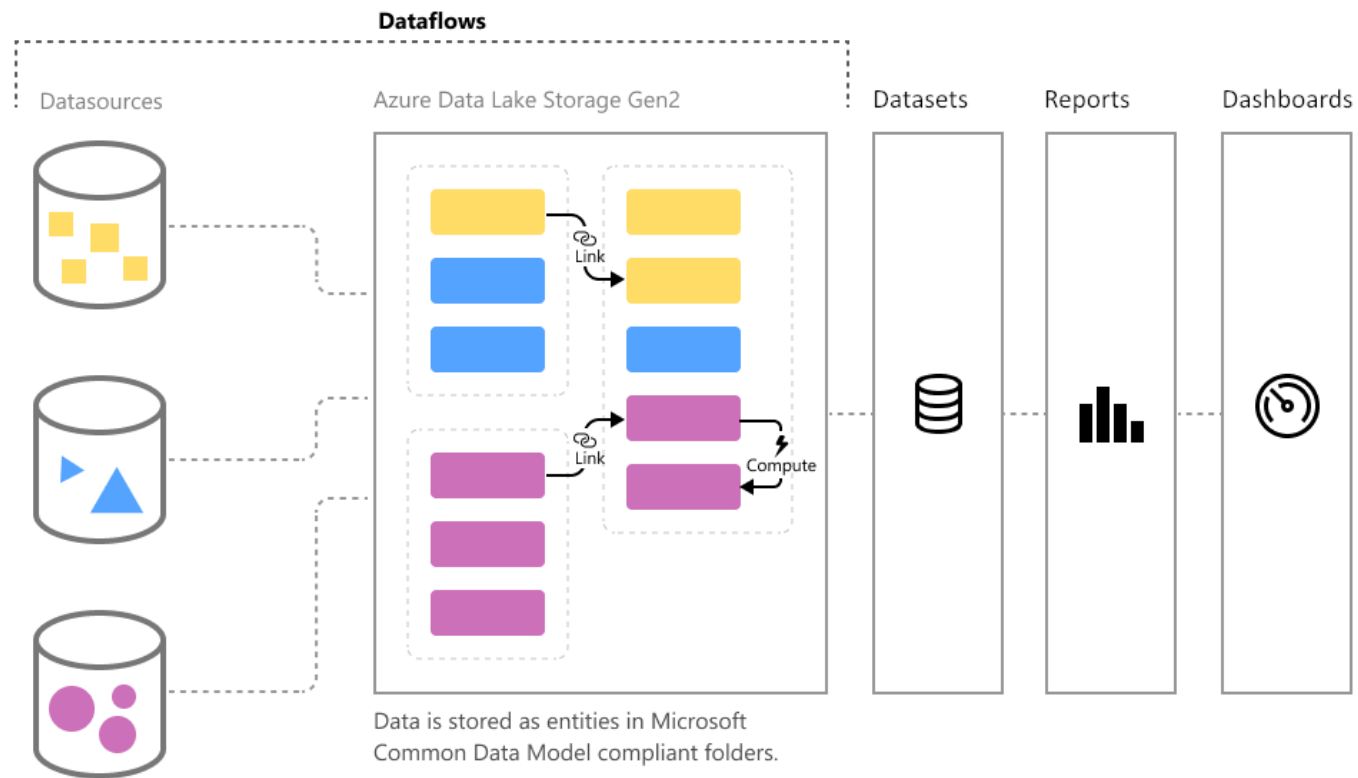 Dataflows
Datasources
Azure Data Lake Storage Gen2
Datasets
Reports
Dashboards
Link
Link
Compute
Data is stored as entities in Microsoft
Common Data Model compliant folders.